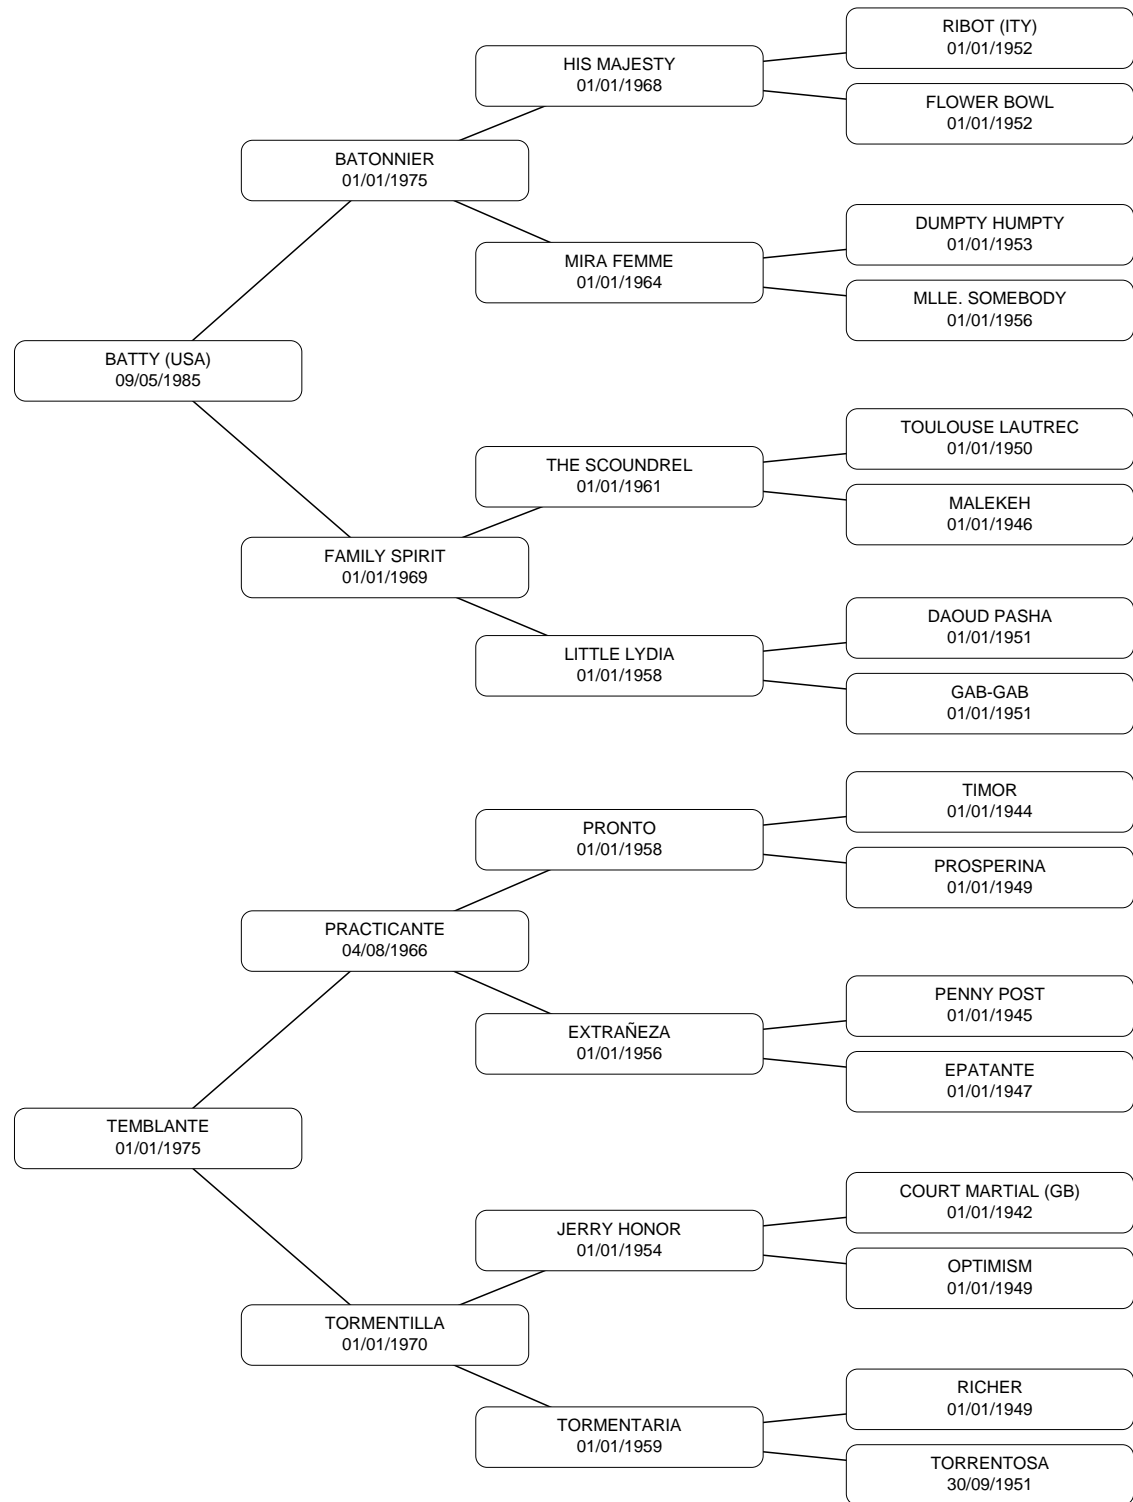 RIBOT (ITY)
01/01/1952
HIS MAJESTY
01/01/1968
FLOWER BOWL
01/01/1952
BATONNIER
01/01/1975
DUMPTY HUMPTY
01/01/1953
MIRA FEMME
01/01/1964
MLLE. SOMEBODY
01/01/1956
BATTY (USA)
09/05/1985
TOULOUSE LAUTREC
01/01/1950
THE SCOUNDREL
01/01/1961
MALEKEH
01/01/1946
FAMILY SPIRIT
01/01/1969
DAOUD PASHA
01/01/1951
LITTLE LYDIA
01/01/1958
GAB-GAB
01/01/1951
TIMOR
01/01/1944
PRONTO
01/01/1958
PROSPERINA
01/01/1949
PRACTICANTE
04/08/1966
PENNY POST
01/01/1945
EXTRAÑEZA
01/01/1956
EPATANTE
01/01/1947
TEMBLANTE
01/01/1975
COURT MARTIAL (GB)
01/01/1942
JERRY HONOR
01/01/1954
OPTIMISM
01/01/1949
TORMENTILLA
01/01/1970
RICHER
01/01/1949
TORMENTARIA
01/01/1959
TORRENTOSA
30/09/1951